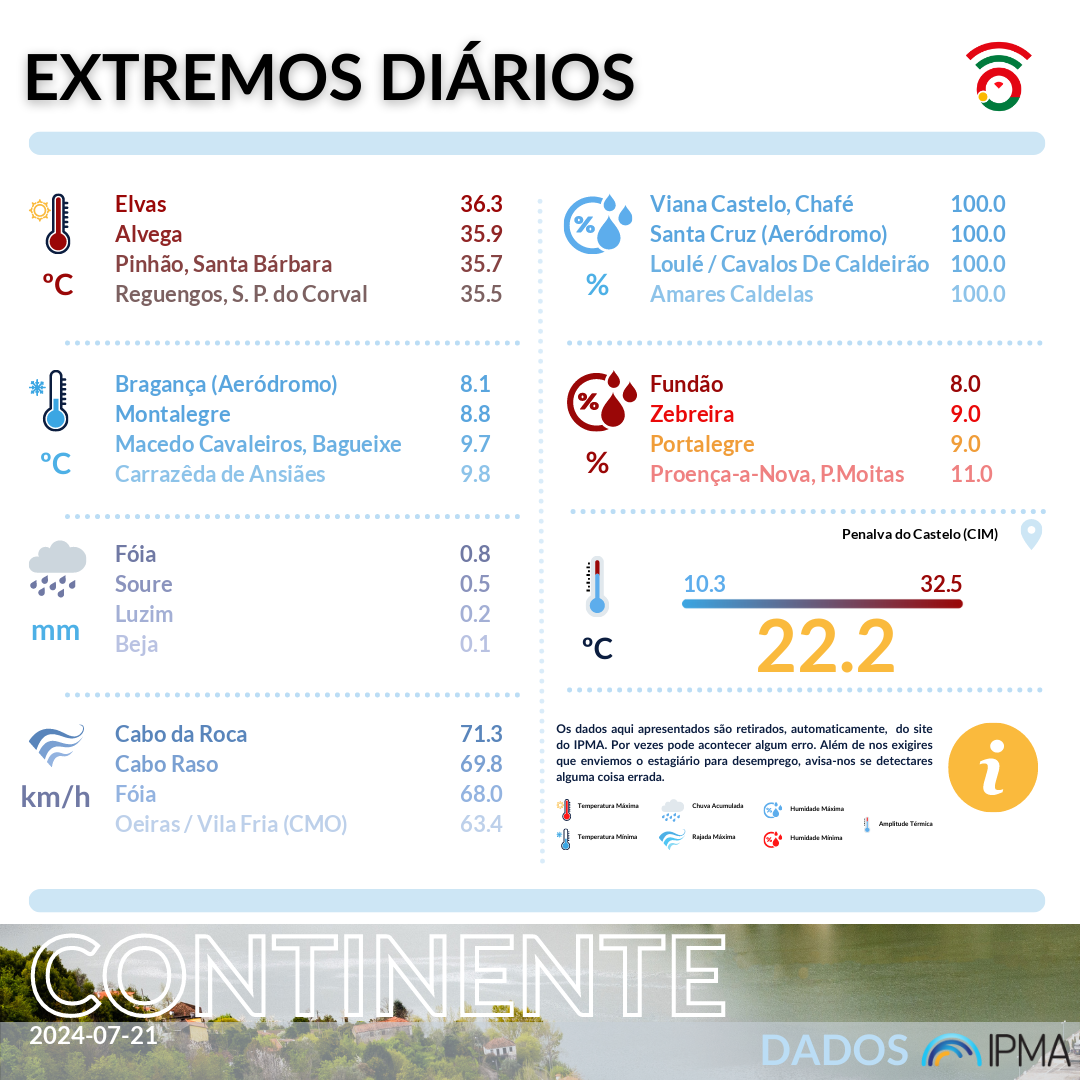 EXTREMOS DIÁRIOS
ºC
Elvas 36.3
Alvega 35.9
Pinhão, Santa Bárbara 35.7
Reguengos, S. P. do Corval 35.5
%
Viana Castelo, Chafé 100.0
Santa Cruz (Aeródromo) 100.0
Loulé / Cavalos De Caldeirão 100.0
Amares Caldelas 100.0
ºC
Bragança (Aeródromo) 8.1
Montalegre 8.8
Macedo Cavaleiros, Bagueixe 9.7
Carrazêda de Ansiães 9.8
%
Fundão 8.0
Zebreira 9.0
Portalegre 9.0
Proença-a-Nova, P.Moitas 11.0
mm
Fóia 0.8
Soure 0.5
Luzim 0.2
Beja 0.1
Penalva do Castelo (CIM)
10.3 32.5
ºC
22.2
km/h
Cabo da Roca 71.3
Cabo Raso 69.8
Fóia 68.0
Oeiras / Vila Fria (CMO) 63.4
Os dados aqui apresentados são retirados, automaticamente, do site
do IPMA. Por vezes pode acontecer algum erro. Além de nos exigires
que enviemos o estagiário para desemprego, avisa-nos se detectares
alguma coisa errada.
i
Temperatura Máxima
Chuva Acumulada
Humidade Máxima
Amplitude Térmica
Temperatura Mínima
Rajada Máxima
Humidade Mínima
CONTINENTE
2024-07-21
DADOS IPMA